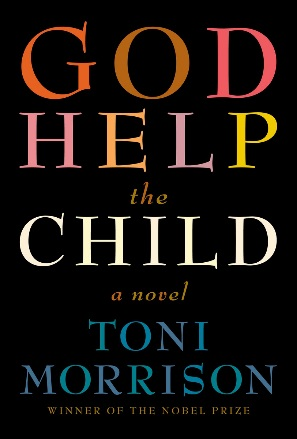 GOD
HELP
the
CHILD
a novel
TONI
MORRISON
WINNER OF THE NOBEL PRIZE